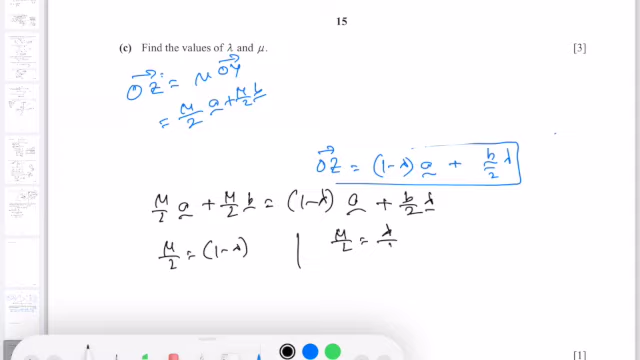 15
(c) Find the values of λ and μ. [3]
OZ⃗ = μ OY⃗
= μ/2 a + μ/2 b
OZ⃗ = (1-λ) a + b/2 λ
μ/2 a + μ/2 b = (1-λ) a + b/2 λ
μ/2 = (1-λ) | μ/2 = λ/
[1]